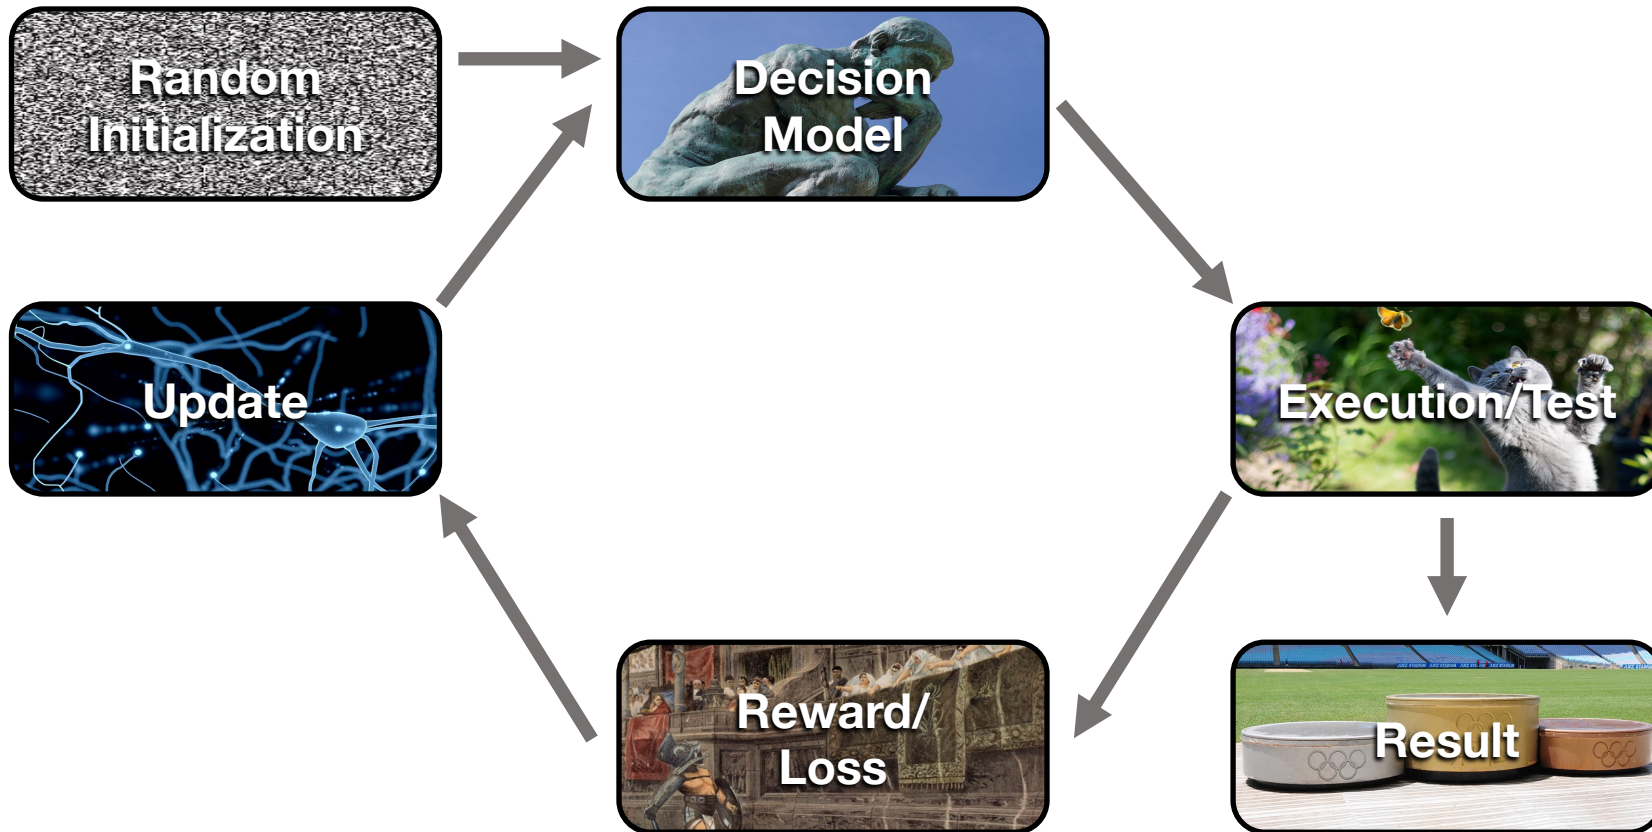 Random
Initialization
Decision
Model
Update
Execution/Test
Reward/
Loss
Result